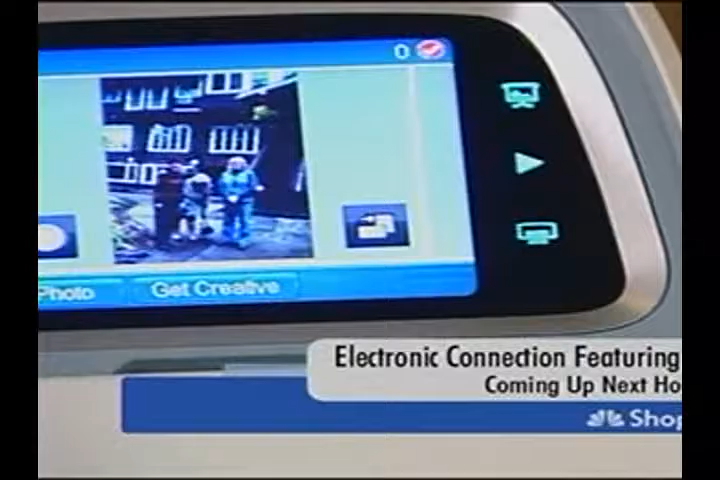 0
Photo
Get Creative
Electronic Connection Featuring
Coming Up Next Ho
Shop